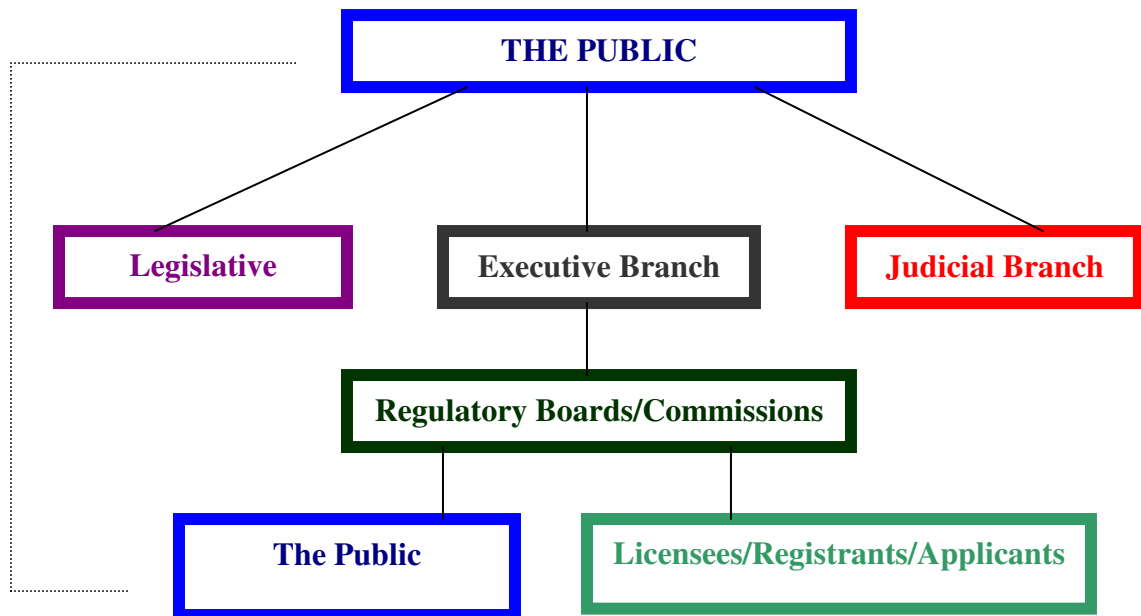 THE PUBLIC
Legislative
Executive Branch
Judicial Branch
Regulatory Boards/Commissions
The Public
Licensees/Registrants/Applicants